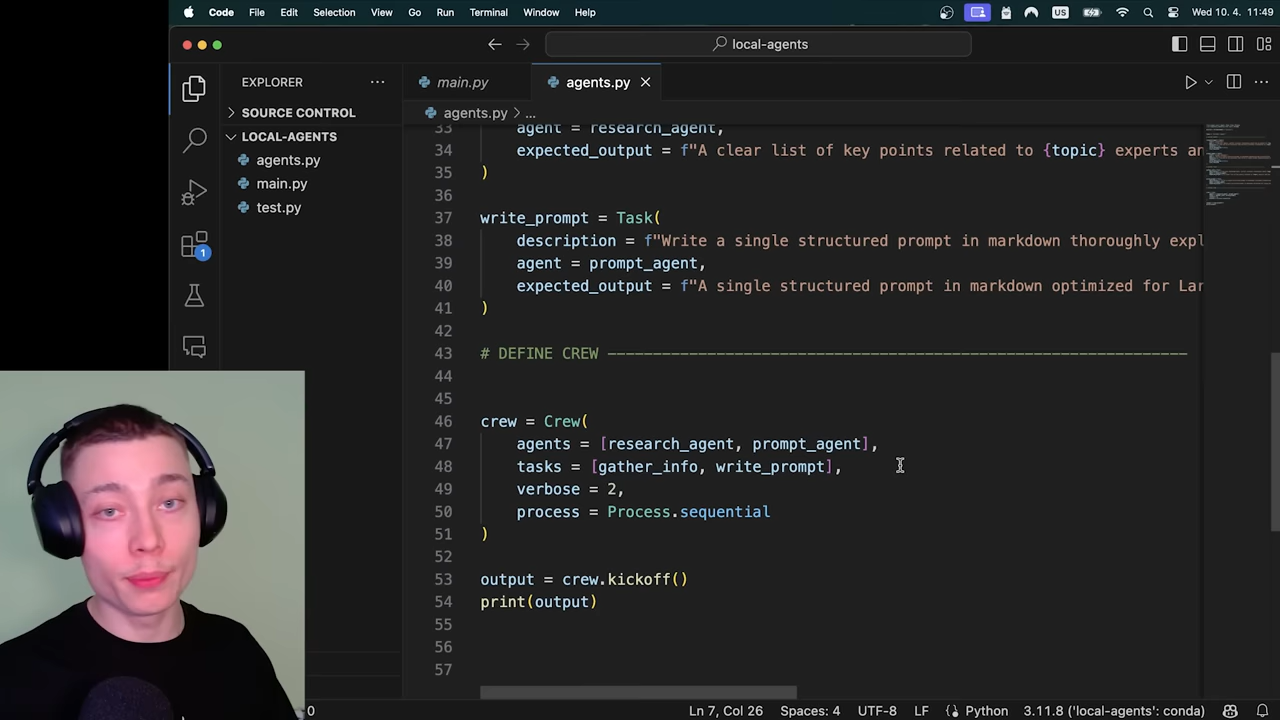 Code File Edit Selection View Go Run Terminal Window Help US Wed 10. 4. 11:49
local-agents
EXPLORER
main.py
agents.py
SOURCE CONTROL
agents.py > ...
LOCAL-AGENTS
agents.py
main.py
test.py
1
33 agent = research_agent,
34 expected_output = f"A clear list of key points related to {topic} experts an
35 )
36
37 write_prompt = Task(
38 description = f"Write a single structured prompt in markdown thoroughly expl
39 agent = prompt_agent,
40 expected_output = f"A single structured prompt in markdown optimized for Lar
41 )
42
43 # DEFINE CREW ----------------------------------------------------------------
44
45
46 crew = Crew(
47 agents = [research_agent, prompt_agent],
48 tasks = [gather_info, write_prompt],
49 verbose = 2,
50 process = Process.sequential
51 )
52
53 output = crew.kickoff()
54 print(output)
55
56
57
0 Ln 7, Col 26 Spaces: 4 UTF-8 LF Python 3.11.8 ('local-agents': conda)